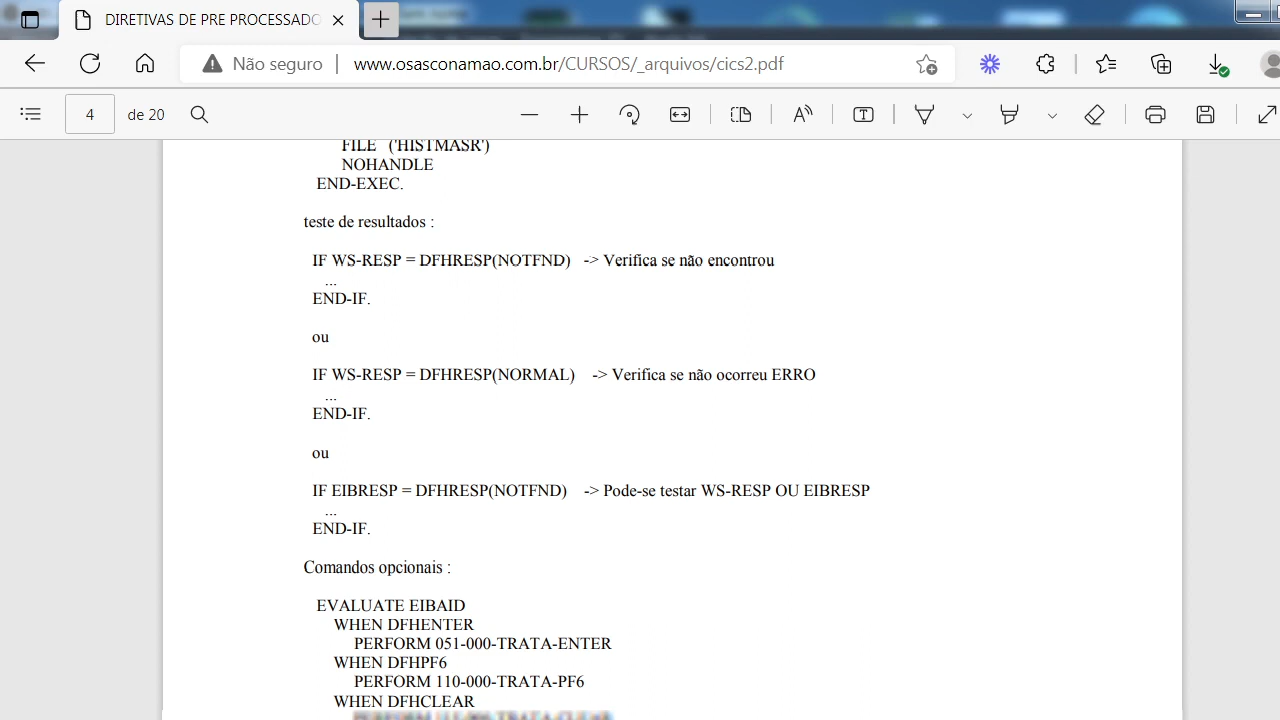 DIRETIVAS DE PRE PROCESSADO
Não seguro
www.osasconamao.com.br/CURSOS/_arquivos/cics2.pdf
4 de 20
FILE ('HISTMASR')
NOHANDLE
END-EXEC.
teste de resultados :
IF WS-RESP = DFHRESP(NOTFND) -> Verifica se não encontrou
...
END-IF.
ou
IF WS-RESP = DFHRESP(NORMAL) -> Verifica se não ocorreu ERRO
...
END-IF.
ou
IF EIBRESP = DFHRESP(NOTFND) -> Pode-se testar WS-RESP OU EIBRESP
...
END-IF.
Comandos opcionais :
EVALUATE EIBAID
WHEN DFHENTER
PERFORM 051-000-TRATA-ENTER
WHEN DFHPF6
PERFORM 110-000-TRATA-PF6
WHEN DFHCLEAR